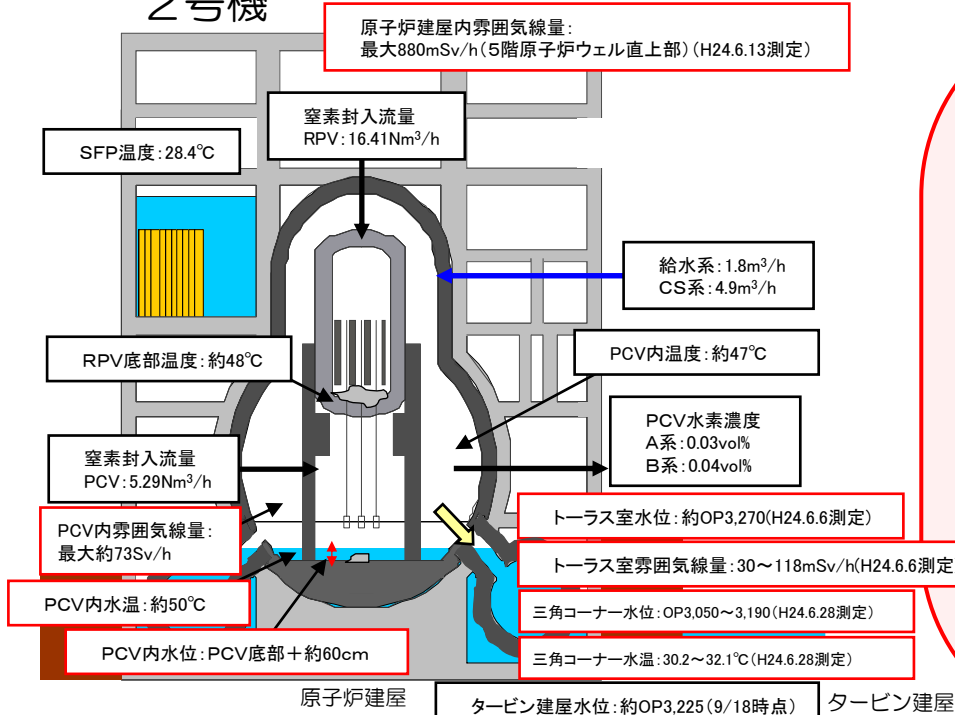 2号機
原子炉建屋内雰囲気線量：
最大880mSv/h（5階原子炉ウェル直上部）（H24.6.13測定）
窒素封入流量
RPV：16.41Nm³/h
SFP温度：28.4℃
給水系：1.8m³/h
CS系：4.9m³/h
RPV底部温度：約48℃
PCV内温度：約47℃
PCV水素濃度
A系：0.03vol%
B系：0.04vol%
窒素封入流量
PCV：5.29Nm³/h
PCV内雰囲気線量：
最大約73Sv/h
トーラス室水位：約OP3,270（H24.6.6測定）
トーラス室雰囲気線量：30～118mSv/h（H24.6.6測定
PCV内水温：約50℃
三角コーナー水位：OP3,050～3,190（H24.6.28測定）
PCV内水位：PCV底部＋約60cm
三角コーナー水温：30.2～32.1℃（H24.6.28測定）
原子炉建屋
タービン建屋水位：約OP3,225（9/18時点）
タービン建屋